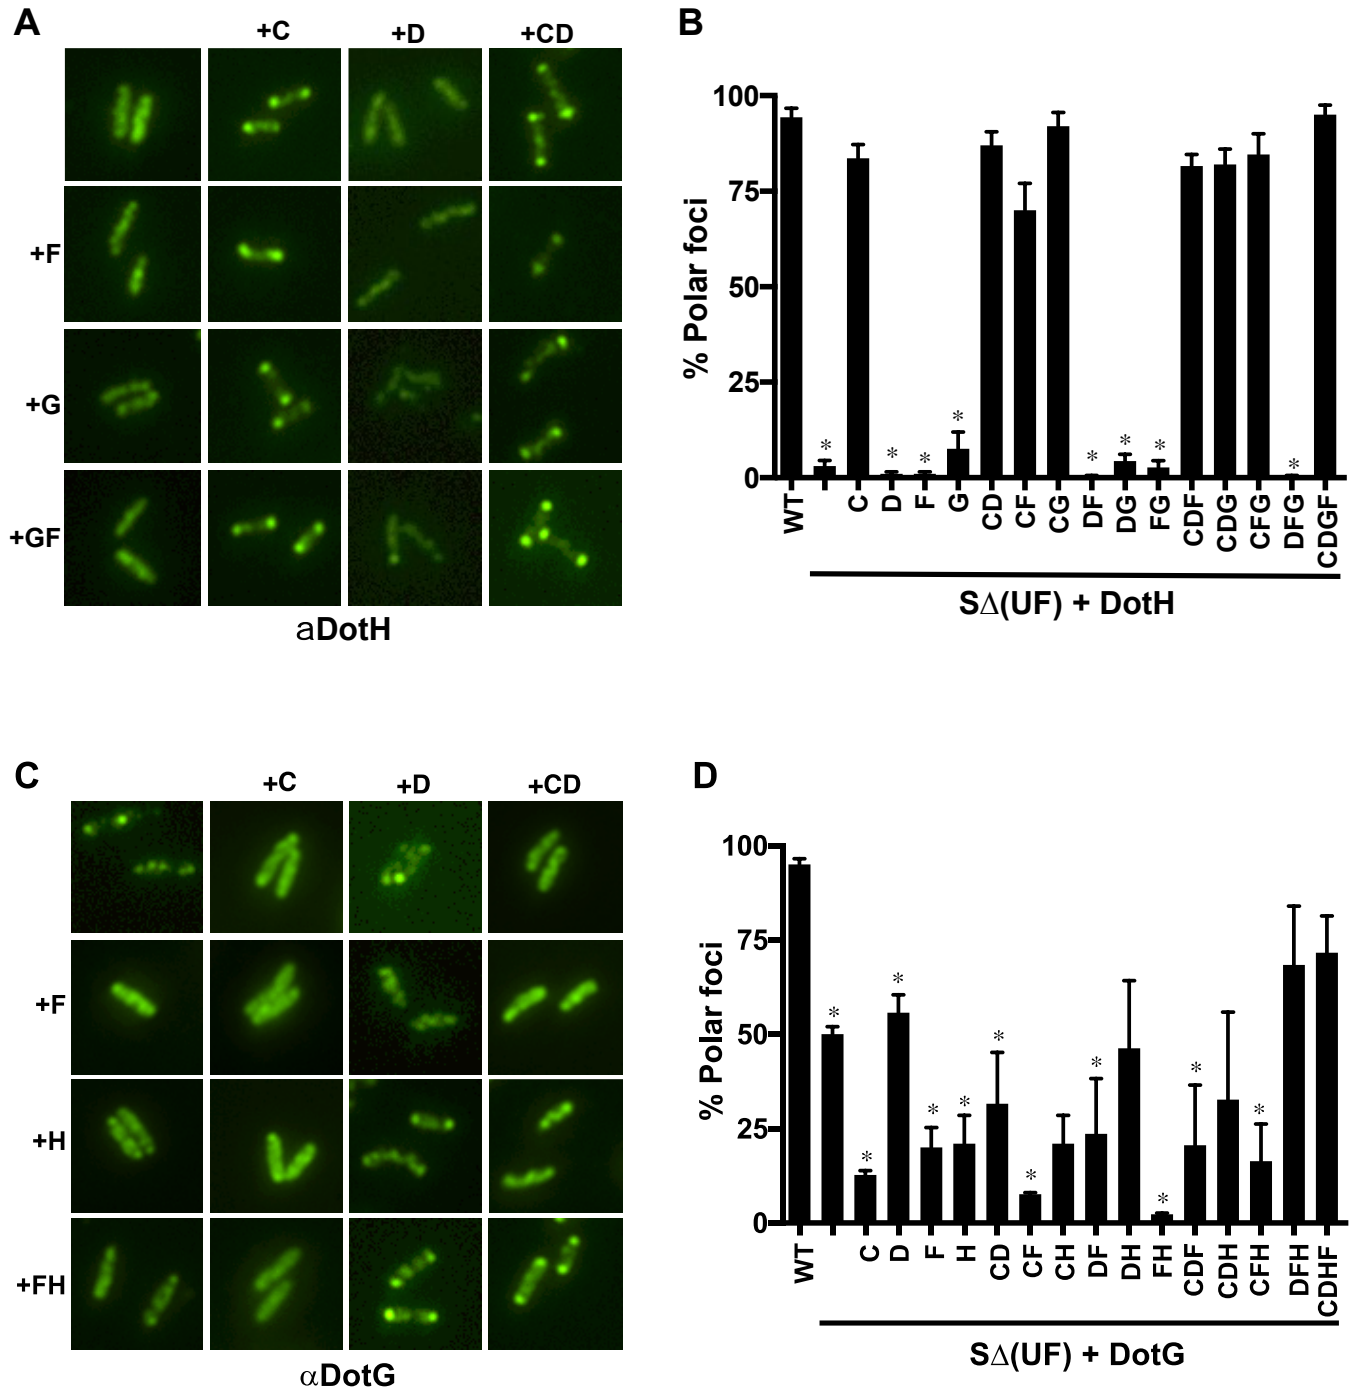 A
+C
+D
+CD
+F
+G
+GF
aDotH
B
% Polar foci
100
75
50
25
0
*
*
*
*
*
*
*
*
WT
C
D
F
G
CD
CF
CG
DF
DG
FG
CDF
CDG
CFG
DFG
CDGF
SΔ(UF) + DotH
C
+C
+D
+CD
+F
+H
+FH
αDotG
D
% Polar foci
100
75
50
25
0
*
*
*
*
*
*
*
*
*
*
*
WT
C
D
F
H
CD
CF
CH
DF
DH
FH
CDF
CDH
CFH
DFH
CDHF
SΔ(UF) + DotG